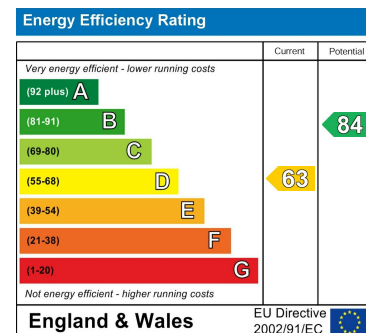 Energy Efficiency Rating
Current Potential
Very energy efficient - lower running costs
(92 plus) A
(81-91) B
84
(69-80) C
(55-68) D
63
(39-54) E
(21-38) F
(1-20) G
Not energy efficient - higher running costs
England & Wales
EU Directive
2002/91/EC